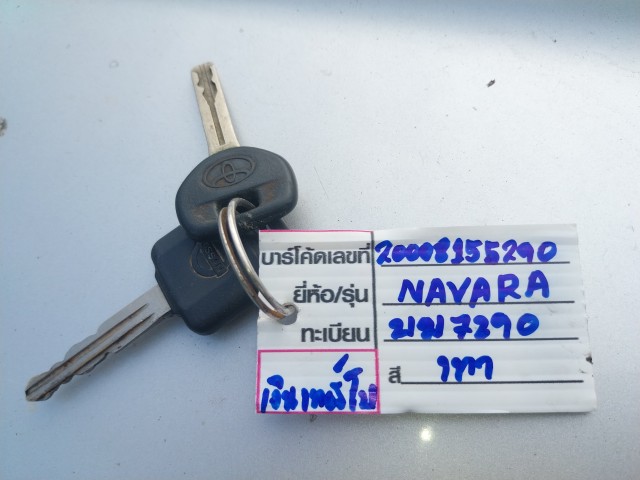 บาร์โค้ดเลขที่ 20008155290
ยี่ห้อ/รุ่น NAVARA
ทะเบียน 7290
สี เทา